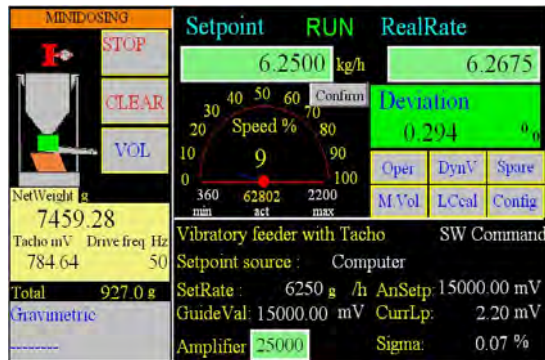 MINIDOSING
STOP
CLEAR
VOL
NetWeight g
7459.28
Tacho mV Drive freq Hz
784.64 50
Total 927.0 g
Gravimetric
--------
Setpoint RUN RealRate
6.2500 kg/h 6.2675
Confirm
0 10 20 30 40 50 60 70 80 90 100
Speed %
9
360 62802 2200
min act max
Deviation
0.294 %
Oper DynV Spare
M.Vol LCcal Config
Vibratory feeder with Tacho SW Command
Setpoint source : Computer
SetRate : 6250 g /h AnSetp: 15000.00 mV
GuideVal: 15000.00 mV CurrLp: 2.20 mV
Amplifier 25000 Sigma: 0.07 %